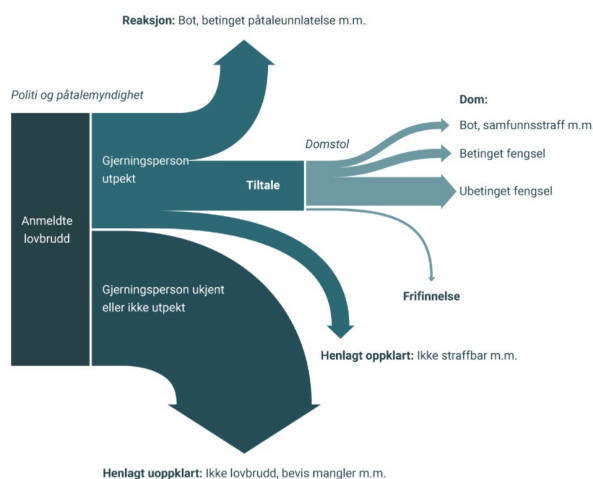 Reaksjon: Bot, betinget påtaleunnlatelse m.m.
Politi og påtalemyndighet
Dom:
Bot, samfunnsstraff m.m.
Domstol
Betinget fengsel
Gjerningsperson
utpekt
Tiltale
Ubetinget fengsel
Anmeldte
lovbrudd
Gjerningsperson ukjent
eller ikke utpekt
Frifinnelse
Henlagt oppklart: Ikke straffbar m.m.
Henlagt uoppklart: Ikke lovbrudd, bevis mangler m.m.